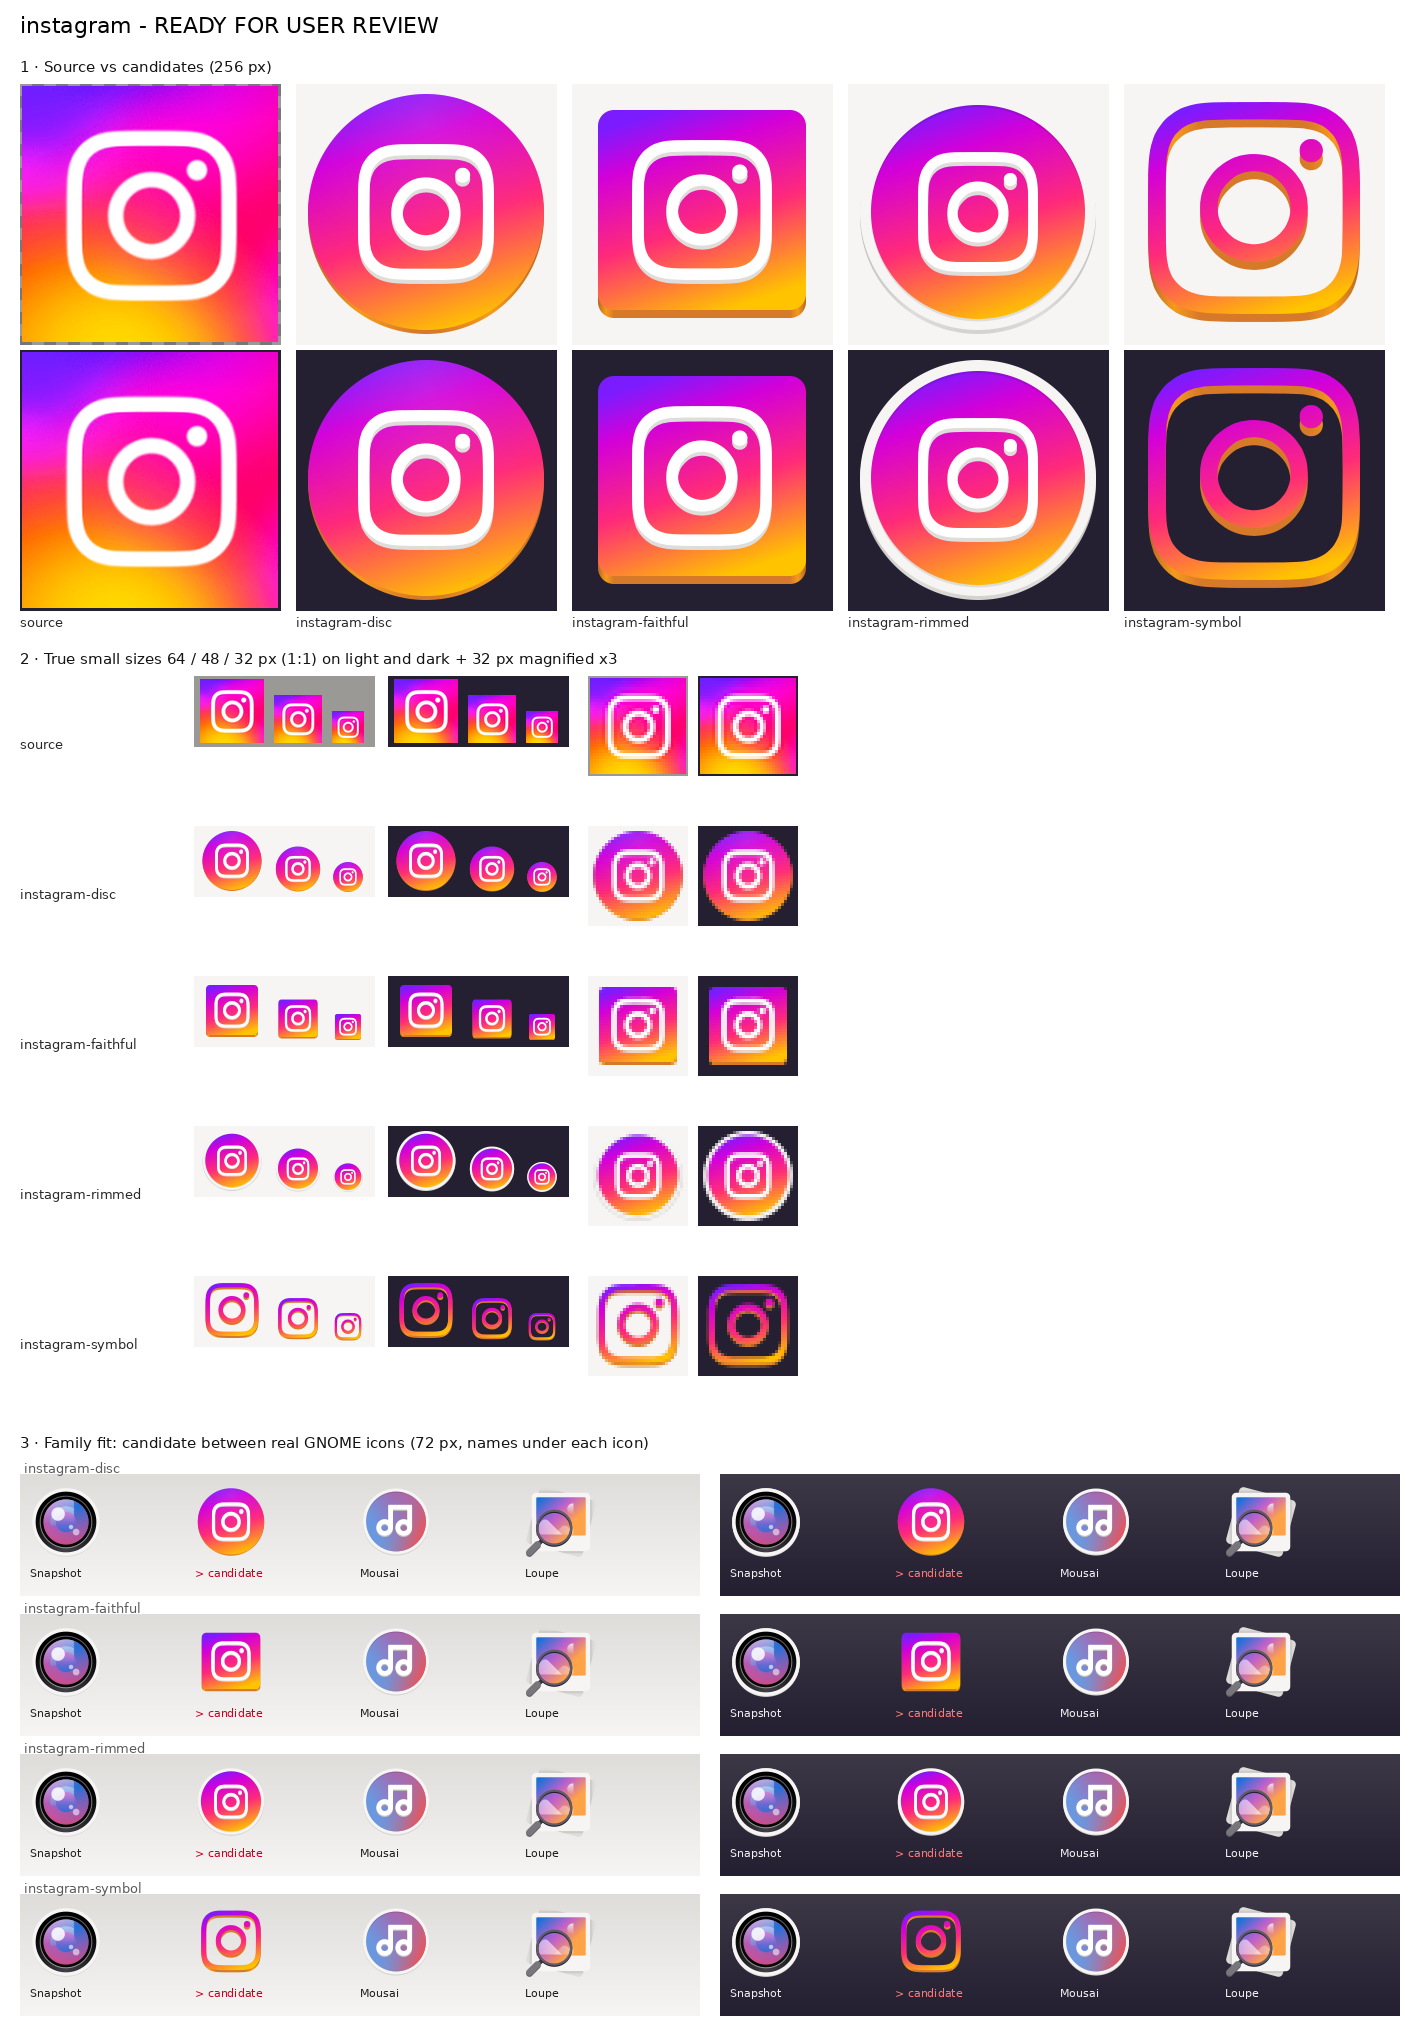 instagram - READY FOR USER REVIEW
1 · Source vs candidates (256 px)
source instagram-disc instagram-faithful instagram-rimmed instagram-symbol
2 · True small sizes 64 / 48 / 32 px (1:1) on light and dark + 32 px magnified x3
source
instagram-disc
instagram-faithful
instagram-rimmed
instagram-symbol
3 · Family fit: candidate between real GNOME icons (72 px, names under each icon)
instagram-disc
Snapshot > candidate Mousai Loupe Snapshot > candidate Mousai Loupe
instagram-faithful
Snapshot > candidate Mousai Loupe Snapshot > candidate Mousai Loupe
instagram-rimmed
Snapshot > candidate Mousai Loupe Snapshot > candidate Mousai Loupe
instagram-symbol
Snapshot > candidate Mousai Loupe Snapshot > candidate Mousai Loupe